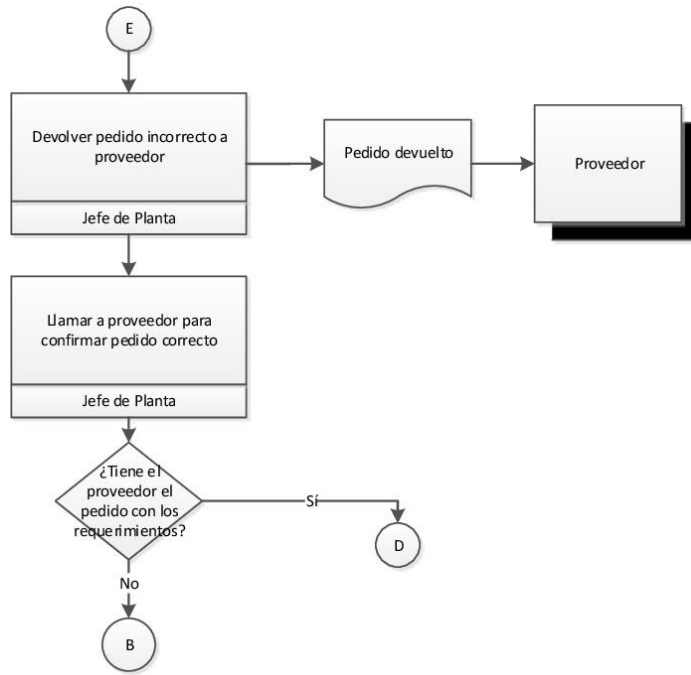 E
Devolver pedido incorrecto a
proveedor
Jefe de Planta
Pedido devuelto
Proveedor
Llamar a proveedor para
confirmar pedido correcto
Jefe de Planta
¿Tiene el
proveedor el
pedido con los
requerimientos?
Sí
D
No
B